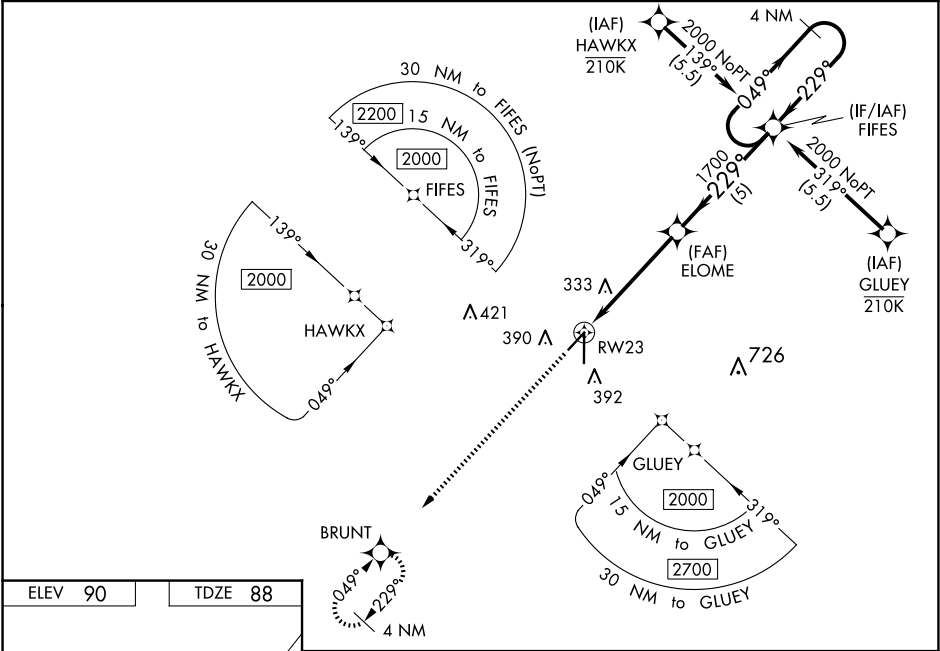 (IAF)
HAWKX
210K
2000 NoPT
139°
(5.5)
4 NM
049°
229°
(IF/IAF)
FIFES
2000 NoPT
319°
(5.5)
(IAF)
GLUEY
210K
1700
229°
(5)
(FAF)
ELOME
30 NM to FIFES (NoPT)
2200
15 NM to FIFES
139°
2000
FIFES
319°
139°
30 NM to HAWKX
2000
HAWKX
049°
333
421
390
RW23
392
726
GLUEY
049°
2000
319°
15 NM to GLUEY
2700
30 NM to GLUEY
BRUNT
049°
229°
4 NM
ELEV 90
TDZE 88